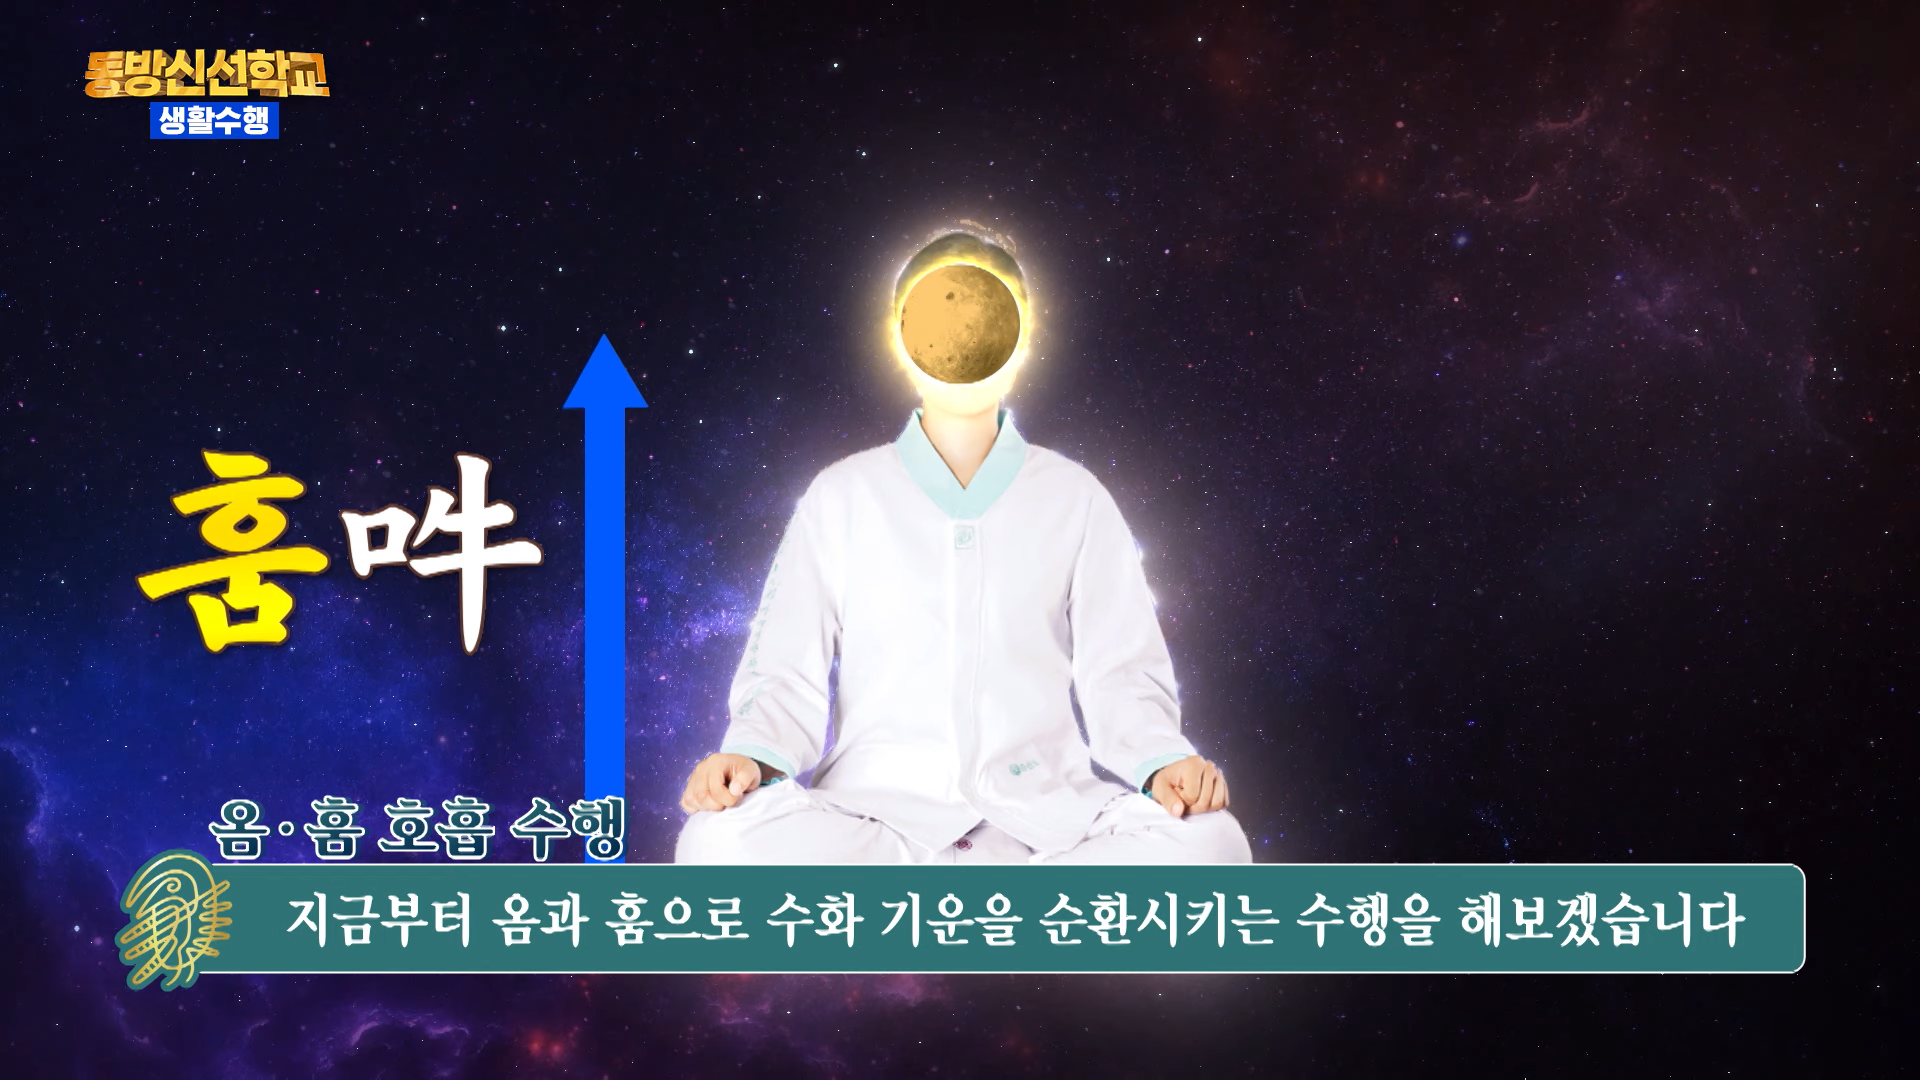 동방신선학교
생활수행
훔吽
옴·훔 호흡 수행
지금부터 옴과 훔으로 수화 기운을 순환시키는 수행을 해보겠습니다